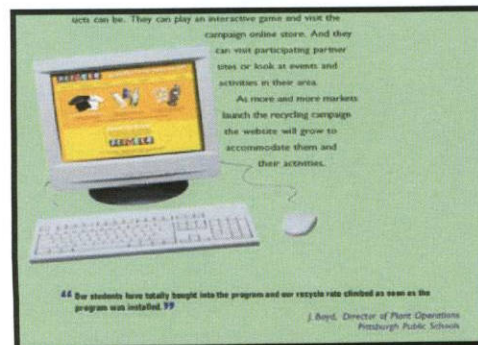 ucts can be. They can play an interactive game and visit the
campaign online store. And they
can visit participating partner
sites or look at events and
activities in their area.
As more and more markets
launch the recycling campaign
the website will grow to
accommodate them and
their activities.
“ Our students have totally bought into the program and our recycle rate climbed as soon as the
program was installed. ”
J. Boyd, Director of Plant Operations
Pittsburgh Public Schools